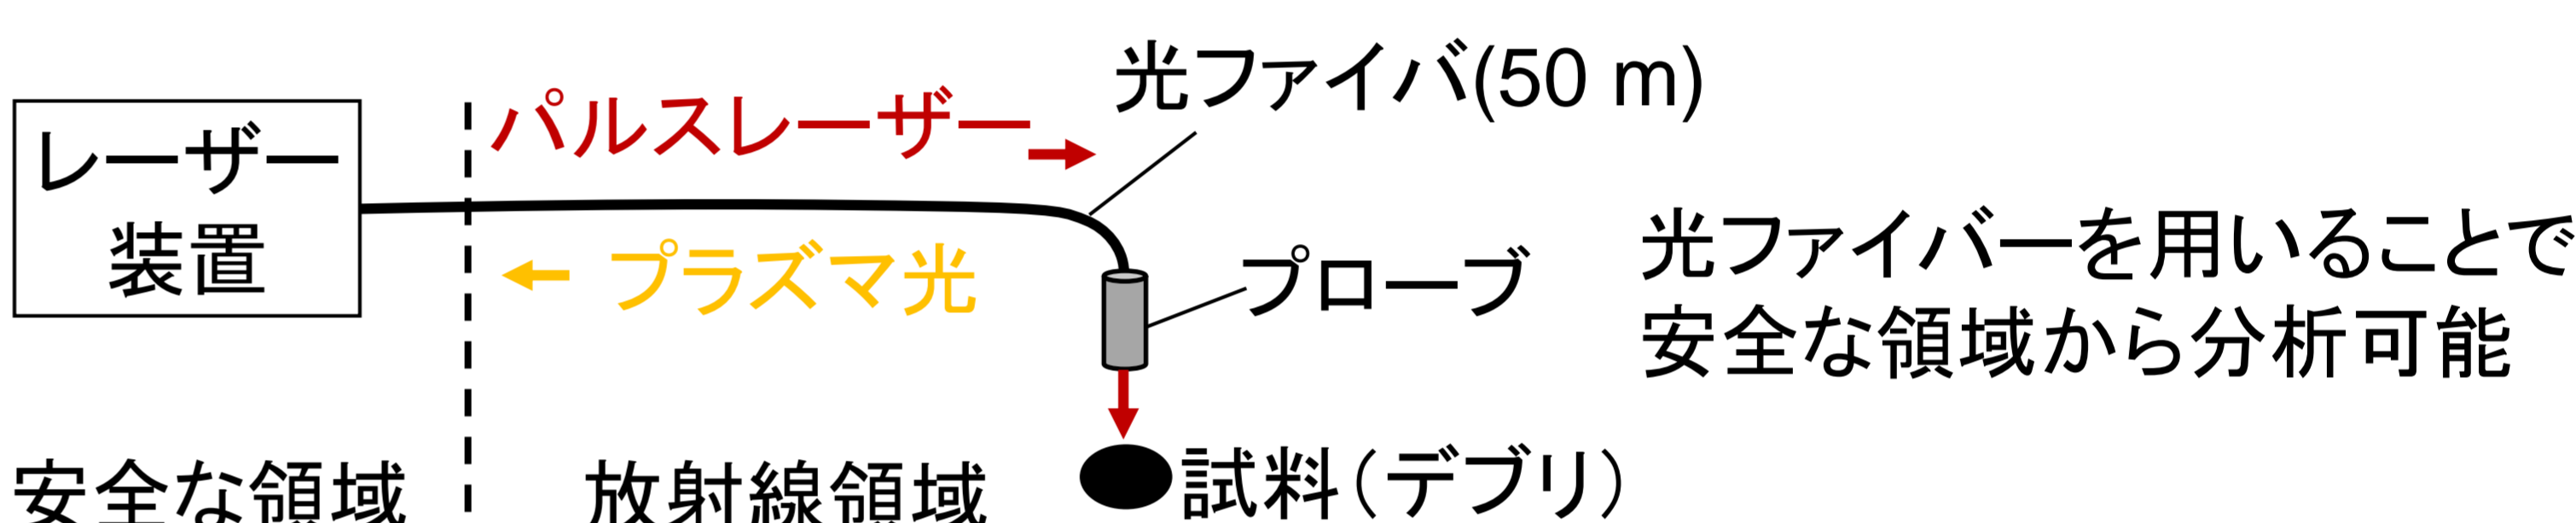 光ファイバ(50 m)
レーザー
装置
パルスレーザー
プラズマ光
プローブ
光ファイバーを用いることで
安全な領域から分析可能
安全な領域
放射線領域
試料(デブリ)